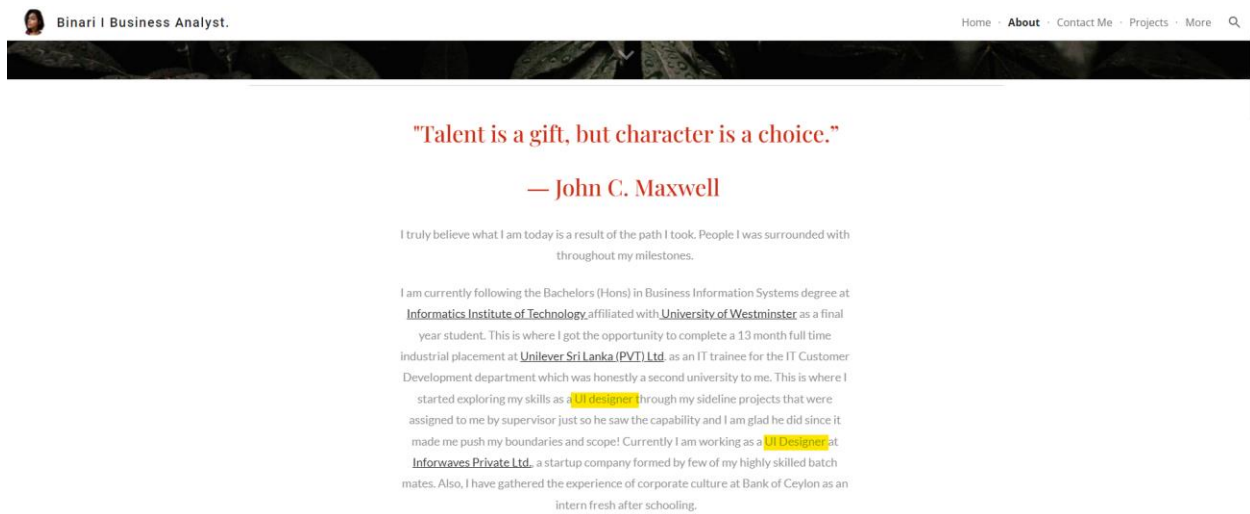 Binari I Business Analyst.
Home · About · Contact Me · Projects · More
"Talent is a gift, but character is a choice.”
― John C. Maxwell
I truly believe what I am today is a result of the path I took. People I was surrounded with
throughout my milestones.
I am currently following the Bachelors (Hons) in Business Information Systems degree at
Informatics Institute of Technology affiliated with University of Westminster as a final
year student. This is where I got the opportunity to complete a 13 month full time
industrial placement at Unilever Sri Lanka (PVT) Ltd. as an IT trainee for the IT Customer
Development department which was honestly a second university to me. This is where I
started exploring my skills as a UI designer through my sideline projects that were
assigned to me by supervisor just so he saw the capability and I am glad he did since it
made me push my boundaries and scope! Currently I am working as a UI Designer at
Inforwaves Private Ltd., a startup company formed by few of my highly skilled batch
mates. Also, I have gathered the experience of corporate culture at Bank of Ceylon as an
intern fresh after schooling.